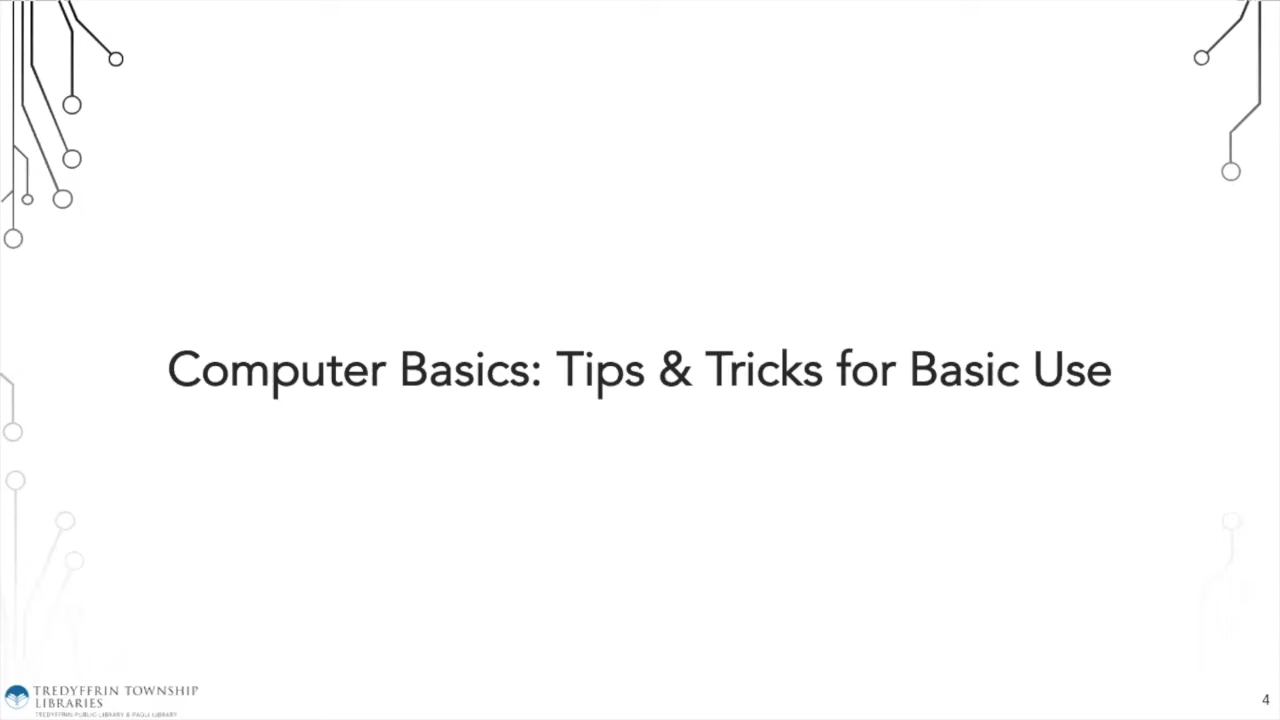 Computer Basics: Tips & Tricks for Basic Use
TREDYFFRIN TOWNSHIP
LIBRARIES
TREDYFFRIN PUBLIC LIBRARY & PAOLI LIBRARY
4